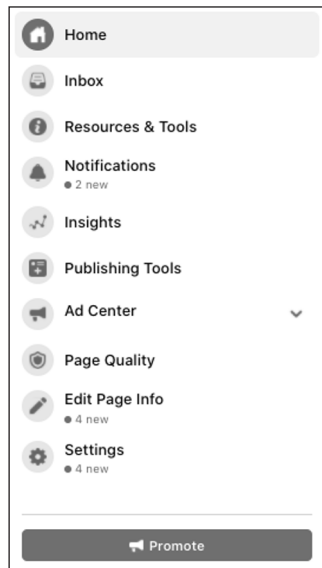 Home
Inbox
Resources & Tools
Notifications
● 2 new
Insights
Publishing Tools
Ad Center
Page Quality
Edit Page Info
● 4 new
Settings
● 4 new
Promote